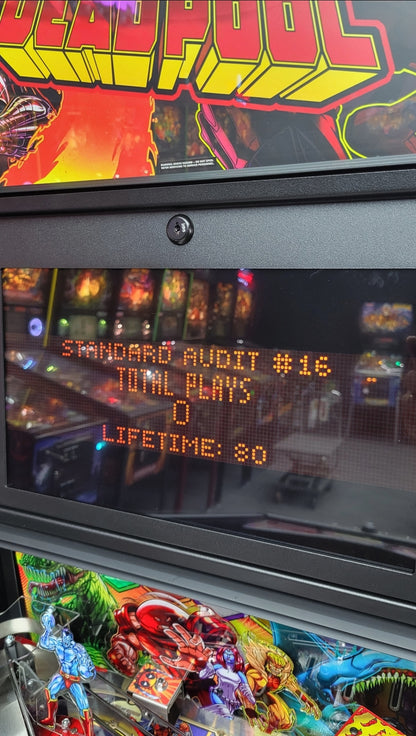 DEADPOOL
STANDARD AUDIT #16
TOTAL PLAYS
0
LIFETIME: 80